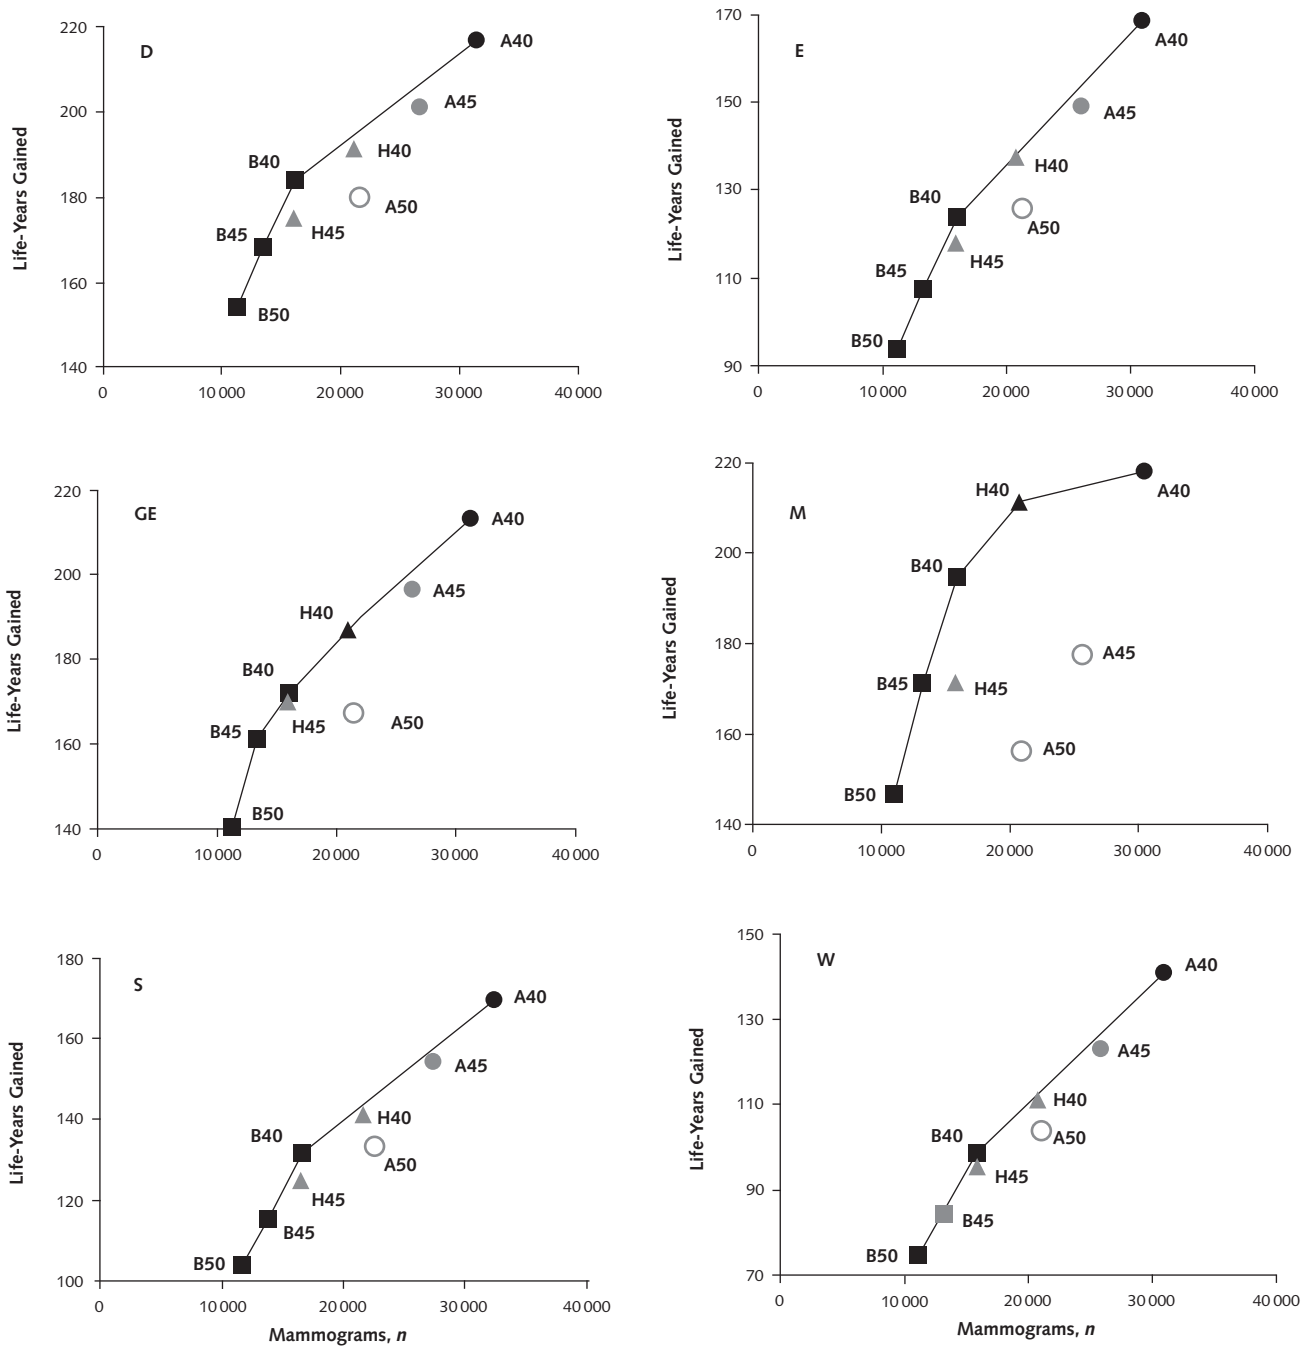 D
Life-Years Gained
220
200
180
160
140
0
10 000
20 000
30 000
40 000
A40
A45
B40
H40
A50
B45
H45
B50
E
Life-Years Gained
170
150
130
110
90
0
10 000
20 000
30 000
40 000
A40
A45
H40
B40
A50
H45
B45
B50
GE
Life-Years Gained
220
200
180
160
140
0
10 000
20 000
30 000
40 000
A40
A45
H40
B40
B45
H45
A50
B50
M
Life-Years Gained
220
200
180
160
140
0
10 000
20 000
30 000
40 000
H40
A40
B40
A45
B45
H45
A50
B50
S
Life-Years Gained
180
160
140
120
100
0
10 000
20 000
30 000
40 000
Mammograms, n
A40
A45
H40
B40
A50
H45
B45
B50
W
Life-Years Gained
150
130
110
90
70
0
10 000
20 000
30 000
40 000
Mammograms, n
A40
A45
H40
B40
A50
H45
B45
B50